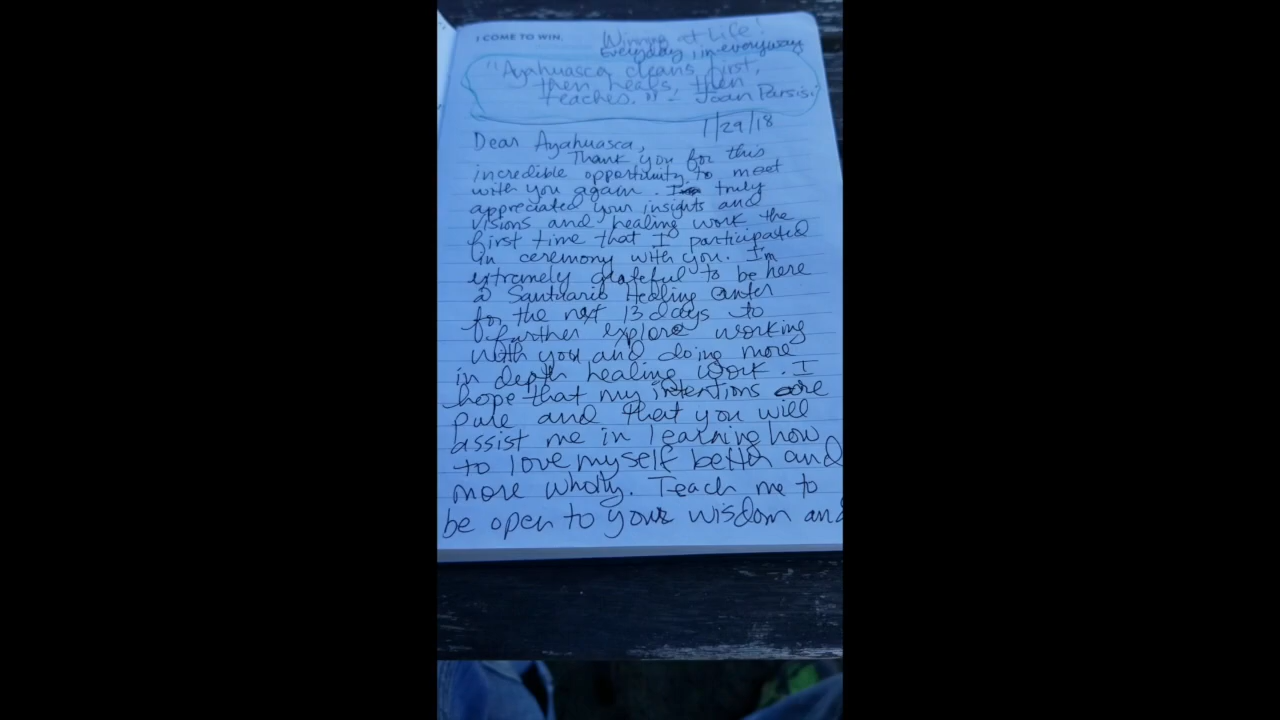 I COME TO WIN
Winning at Life!
Everyday, in everyway
"Ayahuasca cleans first,
then heals, then
teaches." - Joan Parsisi
1/29/18
Dear Ayahuasca,
Thank you for this
incredible opportunity to meet
with you again. I truly
appreciated your insights and
visions and healing work the
first time that I participated
in ceremony with you. I'm
extremely grateful to be here
@ Santuario Healing Center
for the next 13 days to
further explore working
with you and doing more
in depth healing work. I
hope that my intentions are
pure and that you will
assist me in learning how
to love myself better and
more wholly. Teach me to
be open to your wisdom and